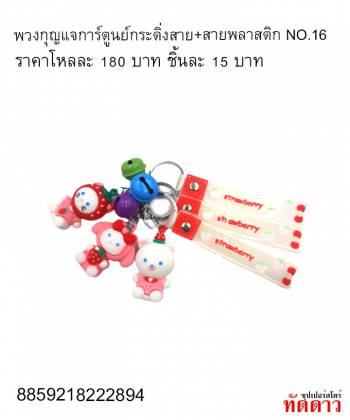 พวงกุญแจการ์ตูนย์กระดิ่งสาย+สายพลาสติก NO.16
ราคาโหลละ 180 บาท ชิ้นละ 15 บาท
strawberry
strawberry
strawberry
8859218222894
ซุปเปอร์สโตร์
ทัดดาว